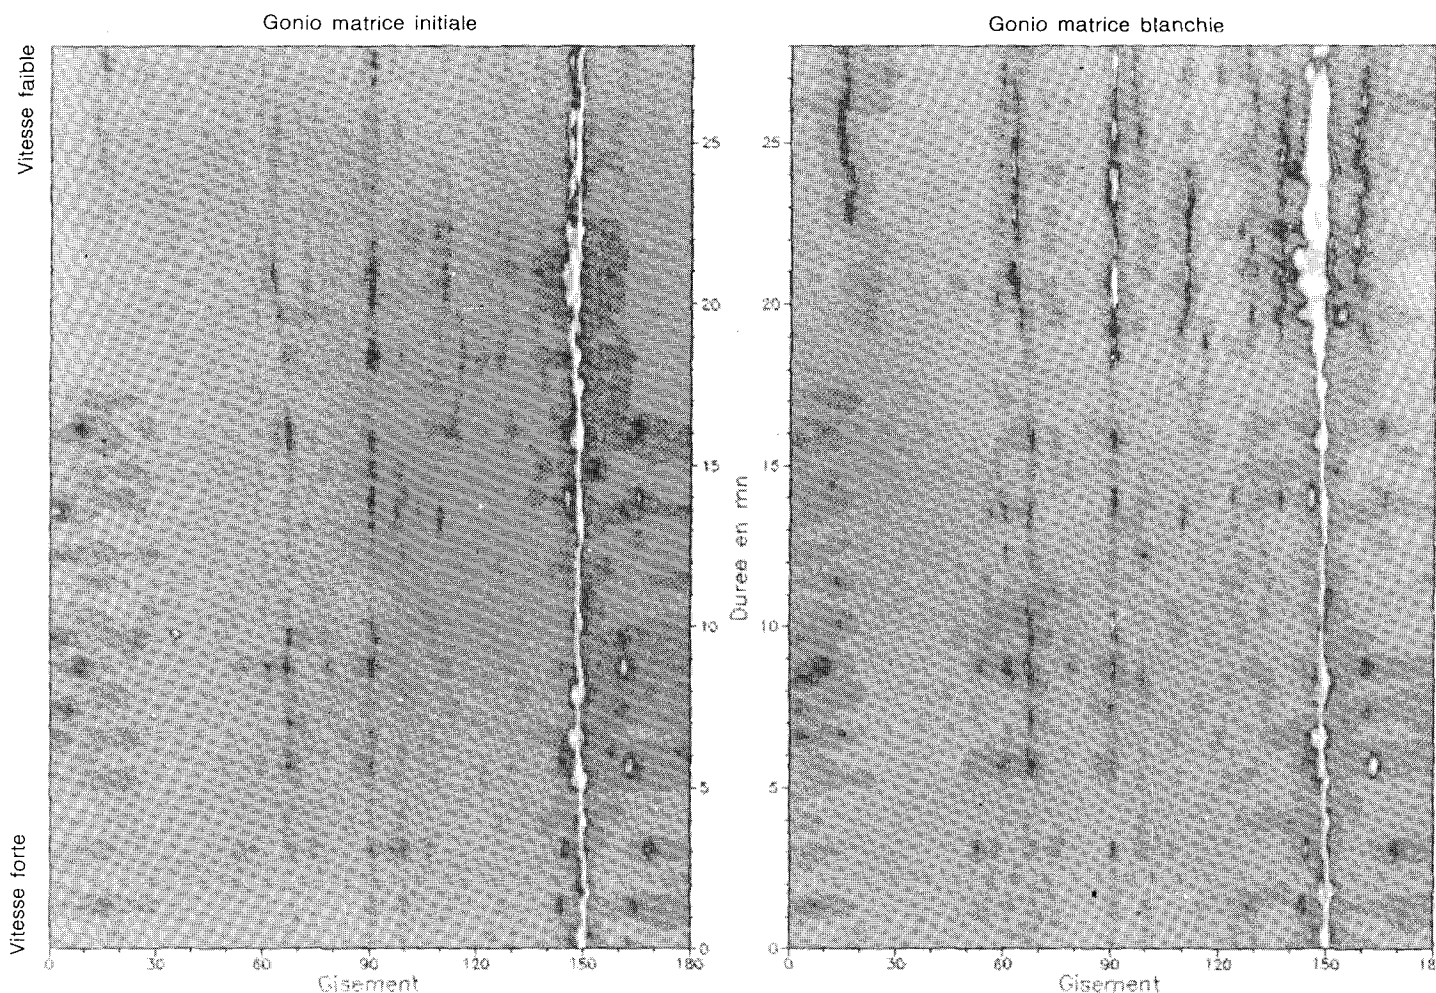 Gonio matrice initiale
Gonio matrice blanchie
Vitesse faible
Vitesse forte
25
20
15
10
5
0
Durée en mn
25
20
15
10
5
0
0 30 60 90 120 150 180
Gisement
0 30 60 90 120 150 18
Gisement